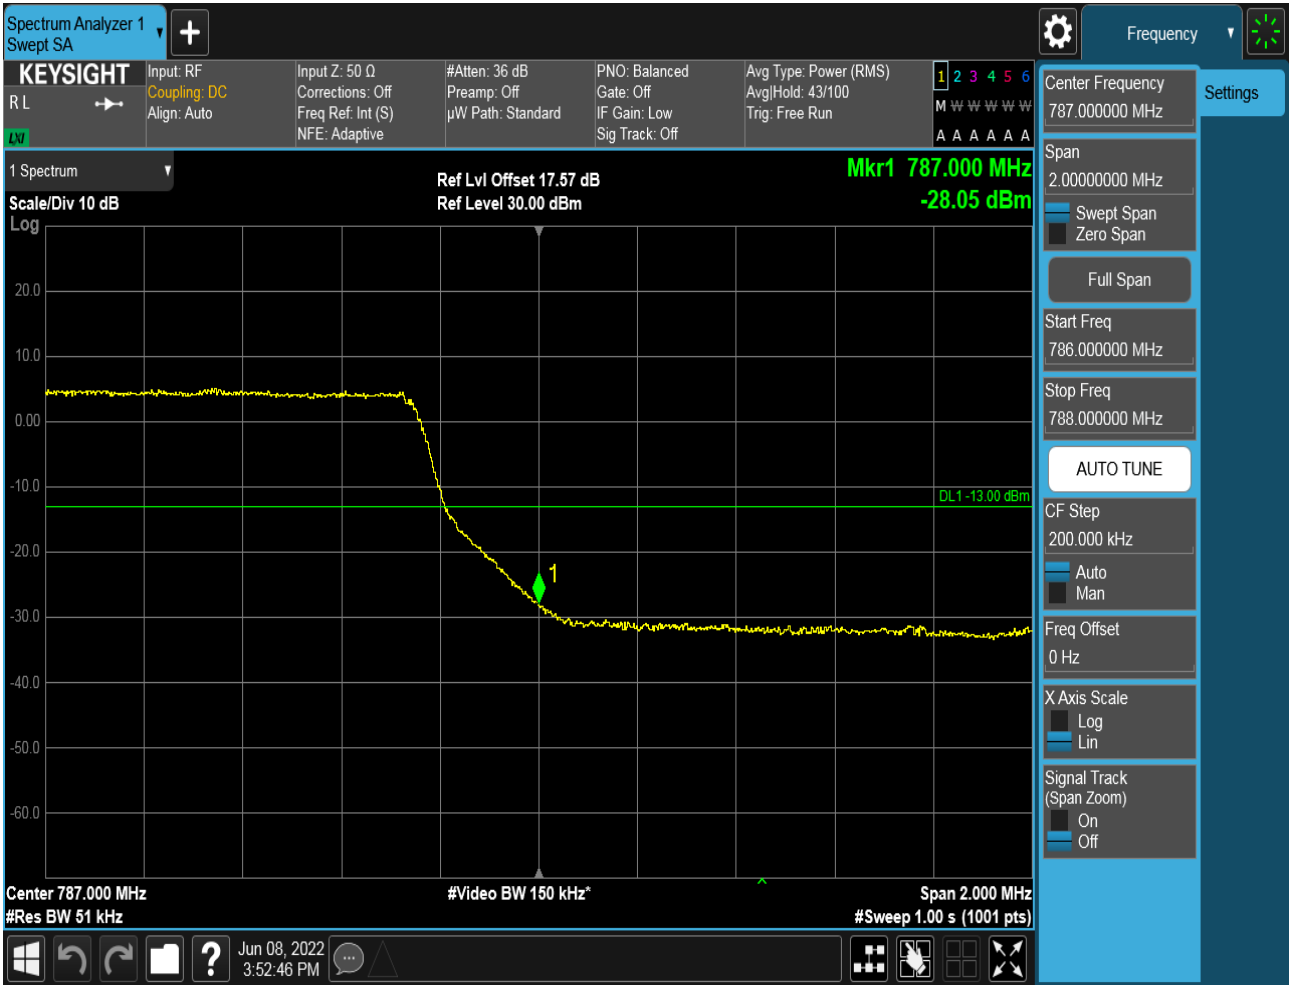 Spectrum Analyzer 1
Swept SA
Frequency
KEYSIGHT
R L
LXI
Input: RF
Coupling: DC
Align: Auto
Input Z: 50 Ω
Corrections: Off
Freq Ref: Int (S)
NFE: Adaptive
#Atten: 36 dB
Preamp: Off
µW Path: Standard
PNO: Balanced
Gate: Off
IF Gain: Low
Sig Track: Off
Avg Type: Power (RMS)
Avg|Hold: 43/100
Trig: Free Run
1 2 3 4 5 6
M W W W W W
A A A A A A
1 Spectrum
Scale/Div 10 dB
Log
Ref Lvl Offset 17.57 dB
Ref Level 30.00 dBm
Mkr1 787.000 MHz
-28.05 dBm
20.0
10.0
0.00
-10.0
DL1 -13.00 dBm
-20.0
1
-30.0
-40.0
-50.0
-60.0
Center 787.000 MHz
#Video BW 150 kHz*
Span 2.000 MHz
#Res BW 51 kHz
#Sweep 1.00 s (1001 pts)
?
Jun 08, 2022
3:52:46 PM
Center Frequency
787.000000 MHz
Settings
Span
2.00000000 MHz
Swept Span
Zero Span
Full Span
Start Freq
786.000000 MHz
Stop Freq
788.000000 MHz
AUTO TUNE
CF Step
200.000 kHz
Auto
Man
Freq Offset
0 Hz
X Axis Scale
Log
Lin
Signal Track
(Span Zoom)
On
Off